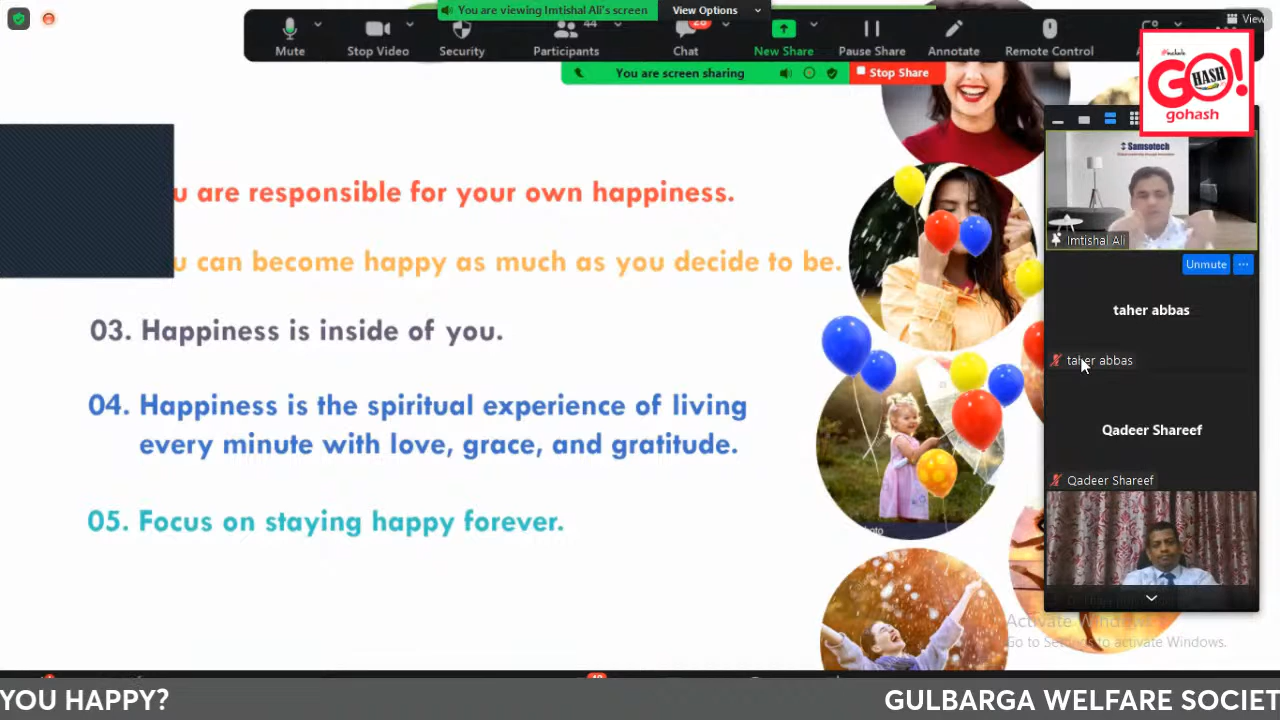 You are viewing Imtishal Ali's screen
View Options
View
Mute
Stop Video
Security
44
Participants
28
Chat
New Share
Pause Share
Annotate
Remote Control
You are screen sharing
Stop Share
GO!
HASH
gohash
Samsotech
Imtishal Ali
Unmute
taher abbas
taher abbas
Qadeer Shareef
Qadeer Shareef
u are responsible for your own happiness.
u can become happy as much as you decide to be.
03. Happiness is inside of you.
04. Happiness is the spiritual experience of living
every minute with love, grace, and gratitude.
05. Focus on staying happy forever.
Activate Windows
Go to Settings to activate Windows.
YOU HAPPY?
GULBARGA WELFARE SOCIET